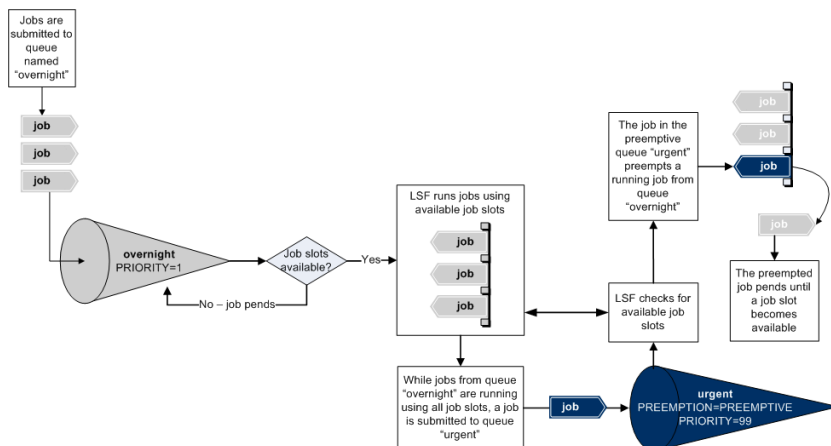 Jobs are
submitted to
queue
named
“overnight”
job
job
job
overnight
PRIORITY=1
Job slots
available?
Yes
No – job pends
LSF runs jobs using
available job slots
job
job
job
While jobs from queue
“overnight” are running
using all job slots, a job
is submitted to queue
“urgent”
job
urgent
PREEMPTION=PREEMPTIVE
PRIORITY=99
LSF checks for
available job
slots
The job in the
preemptive
queue “urgent”
preempts a
running job from
queue
“overnight”
job
job
job
job
The preempted
job pends until
a job slot
becomes
available